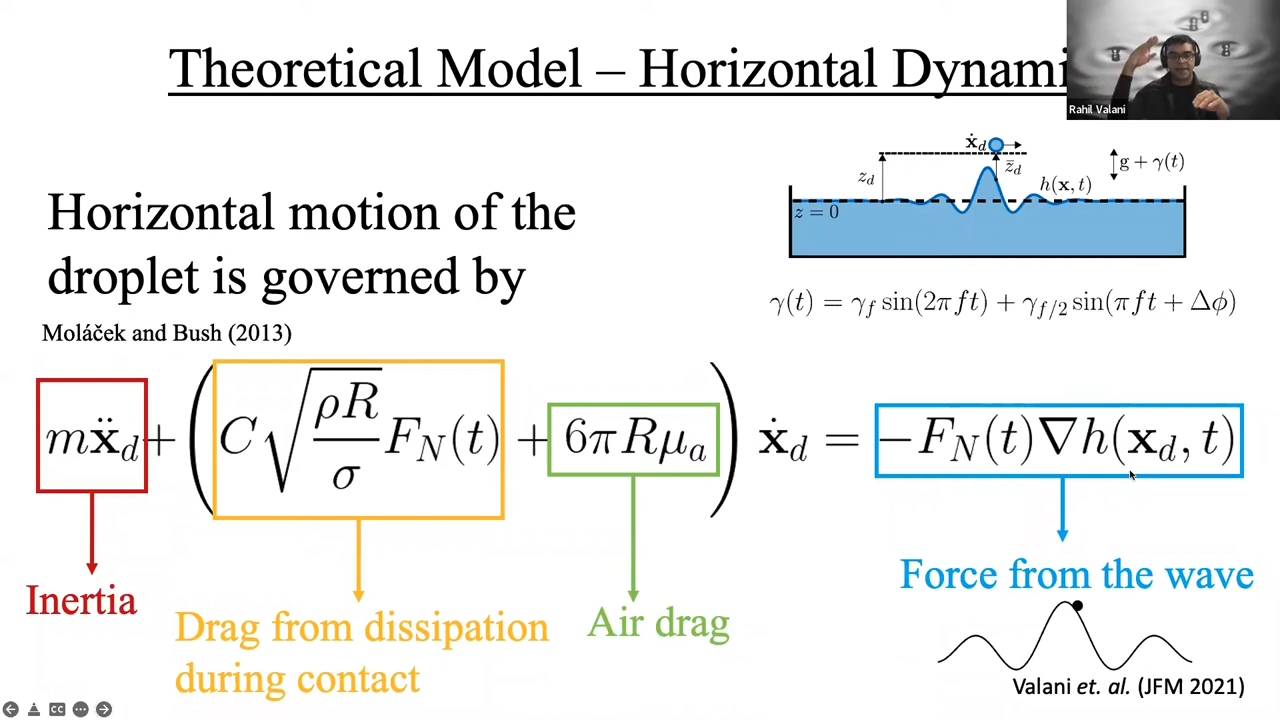 Theoretical Model – Horizontal Dynami
Rahil Valani
ẋ_d
g + γ(t)
z_d
z̄_d
h(x, t)
z = 0
Horizontal motion of the
droplet is governed by
γ(t) = γ_f sin(2πft) + γ_{f/2} sin(πft + Δϕ)
Moláček and Bush (2013)
mẍ_d + ( C √(ρR/σ) F_N(t) + 6πRμ_a ) ẋ_d = −F_N(t)∇h(x_d, t)
Inertia
Drag from dissipation
during contact
Air drag
Force from the wave
Valani et. al. (JFM 2021)
CC